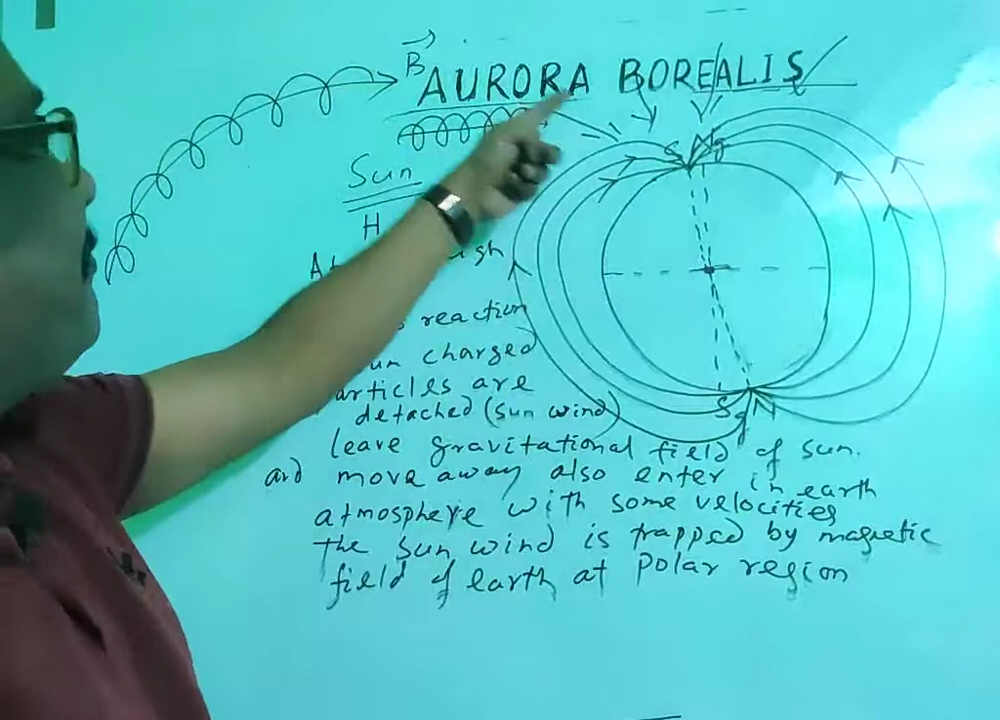 B
AURORA BOREALIS
S Ng
Sun
H
reaction
charged
articles are
detached (sun wind)
Sg N
leave gravitational field of sun.
and move away also enter in earth
atmosphere with some velocities
The sun wind is trapped by magnetic
field of earth at polar region